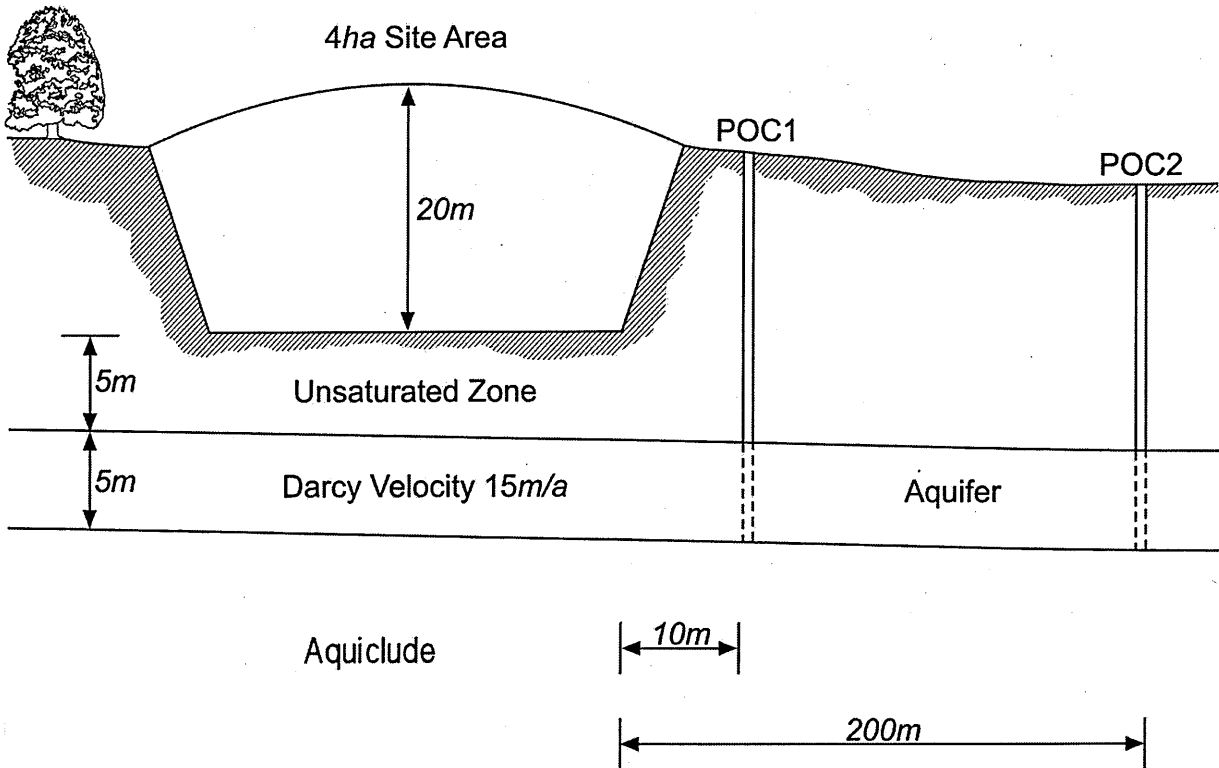 4ha Site Area
POC1
POC2
20m
5m
Unsaturated Zone
5m
Darcy Velocity 15m/a
Aquifer
Aquiclude
10m
200m